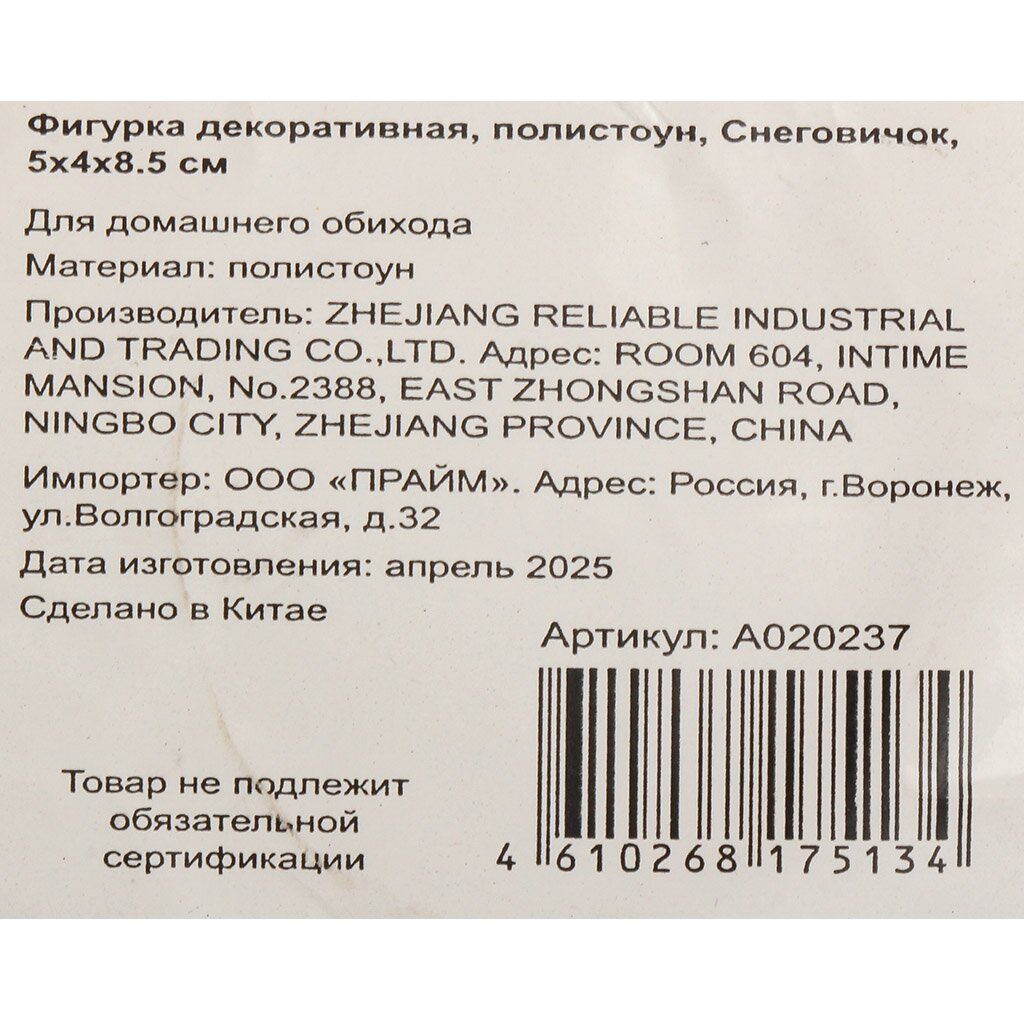 Фигурка декоративная, полистоун, Снеговичок,
5x4x8.5 см
Для домашнего обихода
Материал: полистоун
Производитель: ZHEJIANG RELIABLE INDUSTRIAL
AND TRADING CO.,LTD. Адрес: ROOM 604, INTIME
MANSION, No.2388, EAST ZHONGSHAN ROAD,
NINGBO CITY, ZHEJIANG PROVINCE, CHINA
Импортер: ООО «ПРАЙМ». Адрес: Россия, г.Воронеж,
ул.Волгоградская, д.32
Дата изготовления: апрель 2025
Сделано в Китае
Артикул: A020237
Товар не подлежит
обязательной
сертификации
4 610268 175134